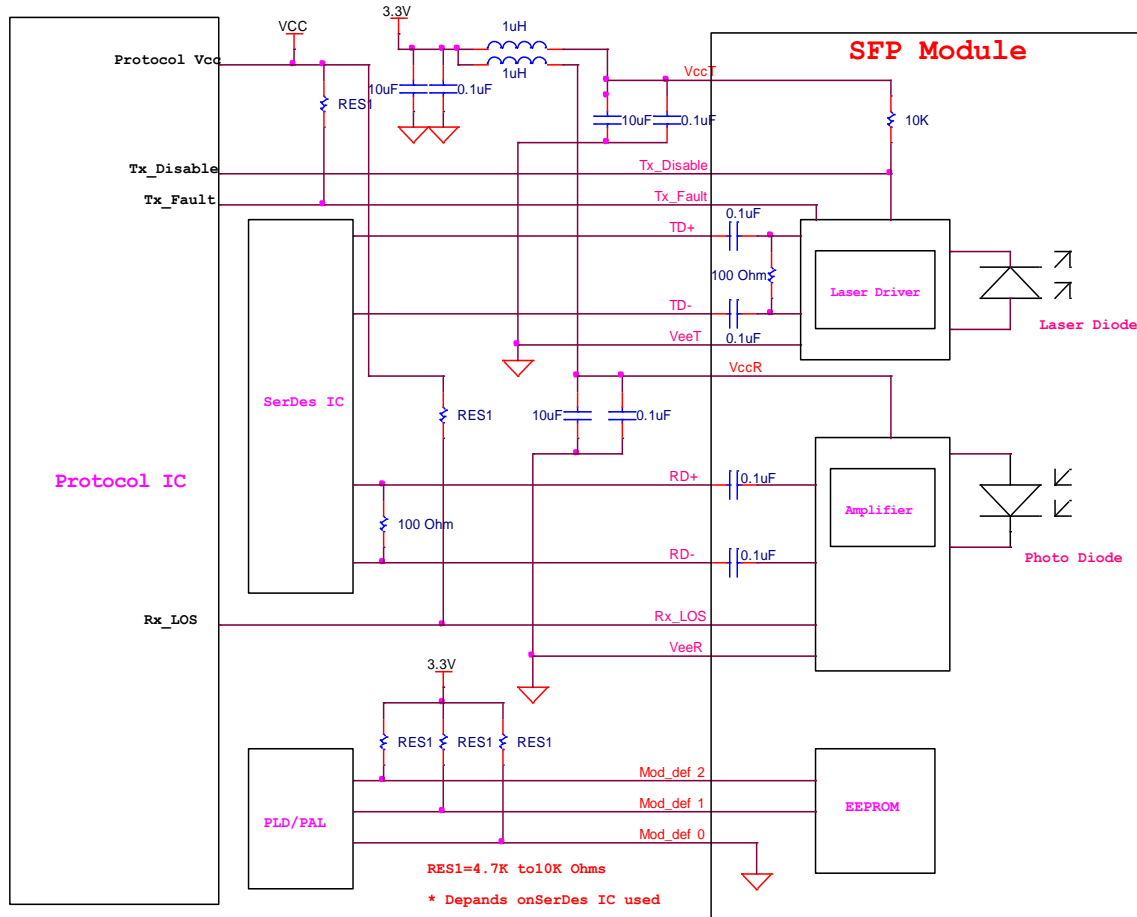 3.3V
VCC
1uH
SFP Module
Protocol Vcc
1uH
VccT
10uF
0.1uF
RES1
10uF
0.1uF
10K
Tx_Disable
Tx_Disable
Tx_Fault
Tx_Fault
0.1uF
TD+
100 Ohm
Laser Driver
TD-
Laser Diode
VeeT
0.1uF
VccR
SerDes IC
RES1
10uF
0.1uF
Protocol IC
RD+
0.1uF
100 Ohm
Amplifier
RD-
0.1uF
Photo Diode
Rx_LOS
Rx_LOS
VeeR
3.3V
RES1
RES1
RES1
Mod_def 2
Mod_def 1
EEPROM
PLD/PAL
Mod_def 0
RES1=4.7K to10K Ohms
* Depands onSerDes IC used